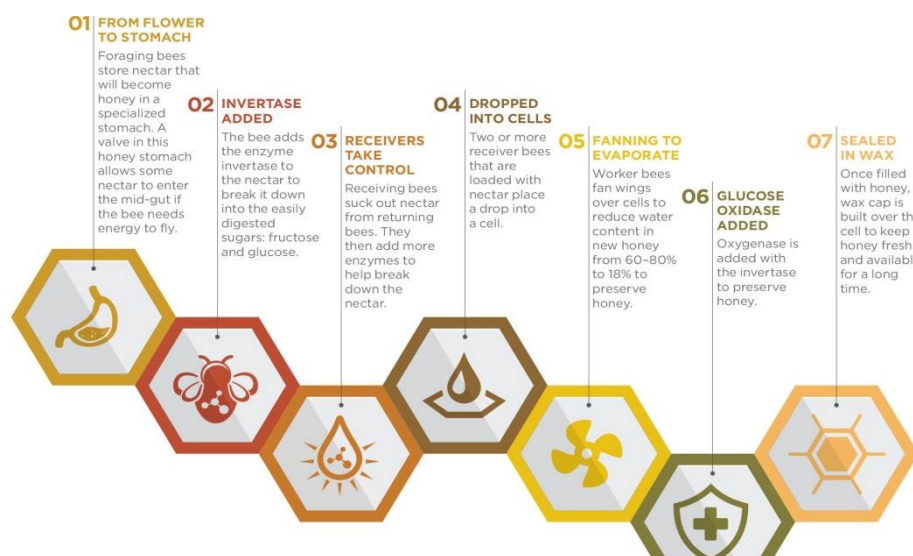 01 FROM FLOWER
TO STOMACH
Foraging bees
store nectar that
will become
honey in a
specialized
stomach. A
valve in this
honey stomach
allows some
nectar to enter
the mid-gut if
the bee needs
energy to fly.
02 INVERTASE
ADDED
The bee adds
the enzyme
invertase to
the nectar to
break it down
into the easily
digested
sugars: fructose
and glucose.
03 RECEIVERS
TAKE
CONTROL
Receiving bees
suck out nectar
from returning
bees. They
then add more
enzymes to
help break
down the
nectar.
04 DROPPED
INTO CELLS
Two or more
receiver bees
that are
loaded with
nectar place
a drop into
a cell.
05 FANNING TO
EVAPORATE
Worker bees
fan wings
over cells to
reduce water
content in
new honey
from 60–80%
to 18% to
preserve
honey.
06 GLUCOSE
OXIDASE
ADDED
Oxygenase is
added with
the invertase
to preserve
honey.
07 SEALED
IN WAX
Once filled
with honey,
wax cap is
built over th
cell to keep
honey fresh
and availabl
for a long
time.